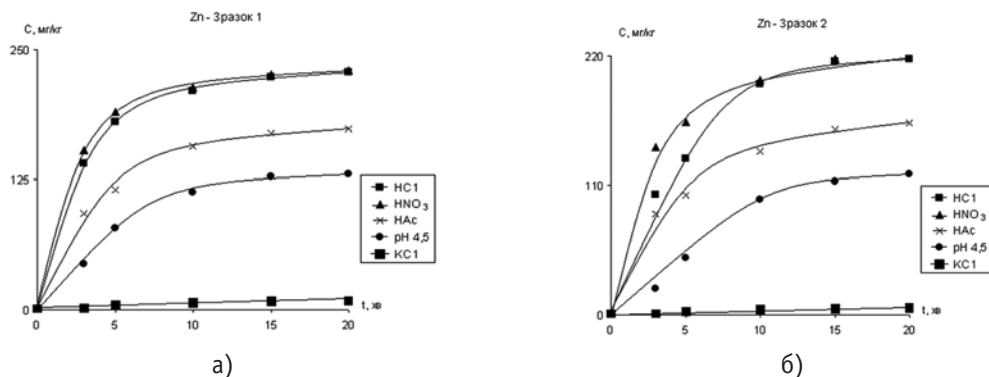 Zn - Зразок 1
C, мг/кг
250
125
0
0
5
10
15
20
t, хв
HC1
HNO₃
HAc
pH 4,5
KC1
а)
Zn - Зразок 2
C, мг/кг
220
110
0
0
5
10
15
20
t, хв
HC1
HNO₃
HAc
pH 4,5
KC1
б)